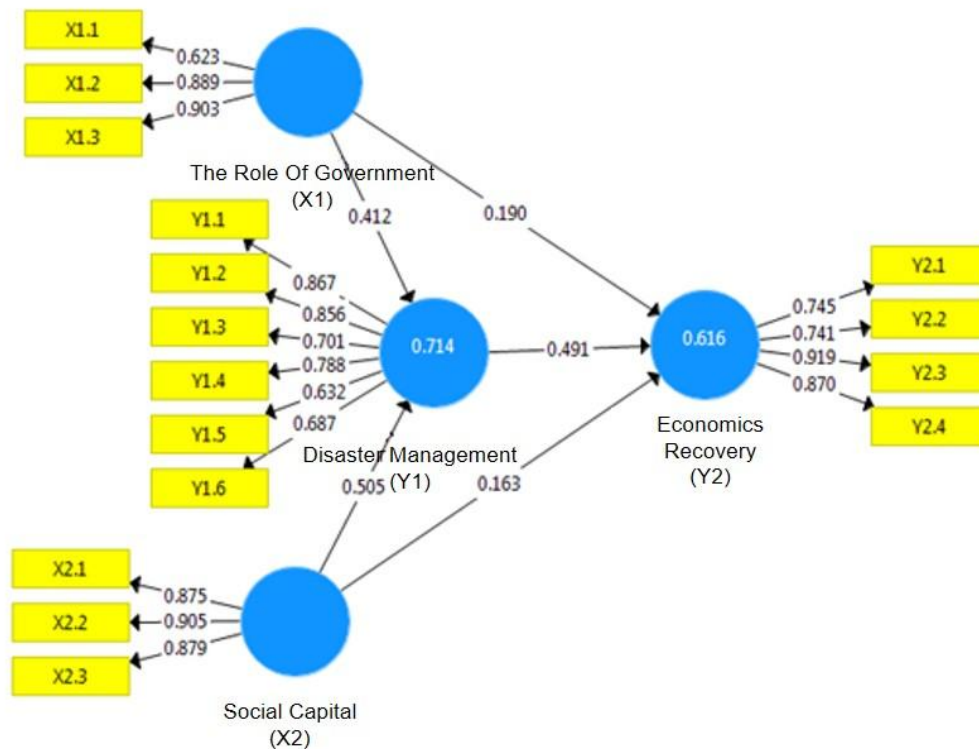 X1.1
0.623
X1.2
0.889
X1.3
0.903
The Role Of Government
(X1)
0.412
0.190
Y1.1
0.867
Y1.2
0.856
Y1.3
0.701
Y1.4
0.788
Y1.5
0.632
Y1.6
0.687
0.714
Disaster Management
(Y1)
0.491
0.616
Economics
Recovery
(Y2)
Y2.1
0.745
Y2.2
0.741
Y2.3
0.919
Y2.4
0.870
0.505
0.163
X2.1
0.875
X2.2
0.905
X2.3
0.879
Social Capital
(X2)